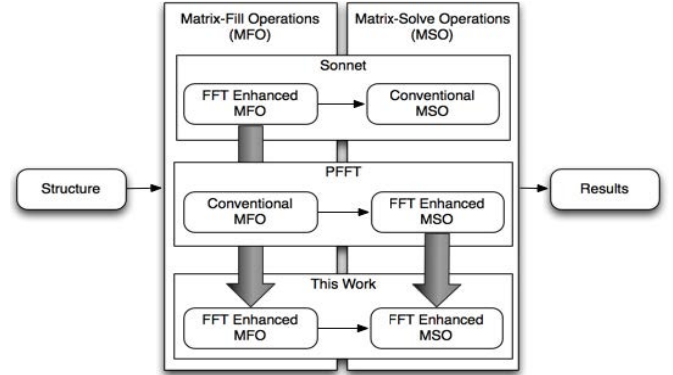 Matrix-Fill Operations
(MFO)
Matrix-Solve Operations
(MSO)
Sonnet
FFT Enhanced
MFO
Conventional
MSO
PFFT
Structure
Conventional
MFO
FFT Enhanced
MSO
Results
This Work
FFT Enhanced
MFO
FFT Enhanced
MSO